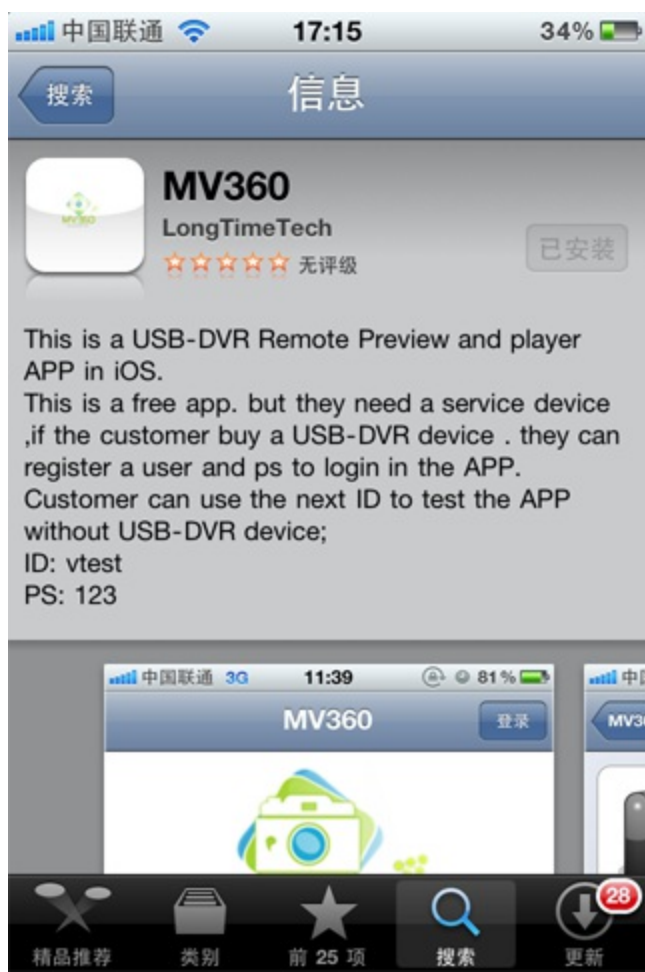 中国联通 17:15 34%
搜索 信息
MV360
MV360
LongTimeTech
无评级
已安装
This is a USB-DVR Remote Preview and player
APP in iOS.
This is a free app. but they need a service device
,if the customer buy a USB-DVR device . they can
register a user and ps to login in the APP.
Customer can use the next ID to test the APP
without USB-DVR device;
ID: vtest
PS: 123
中国联通 3G 11:39 81%
MV360 登录
中
MV3
28
精品推荐 类别 前 25 项 搜索 更新